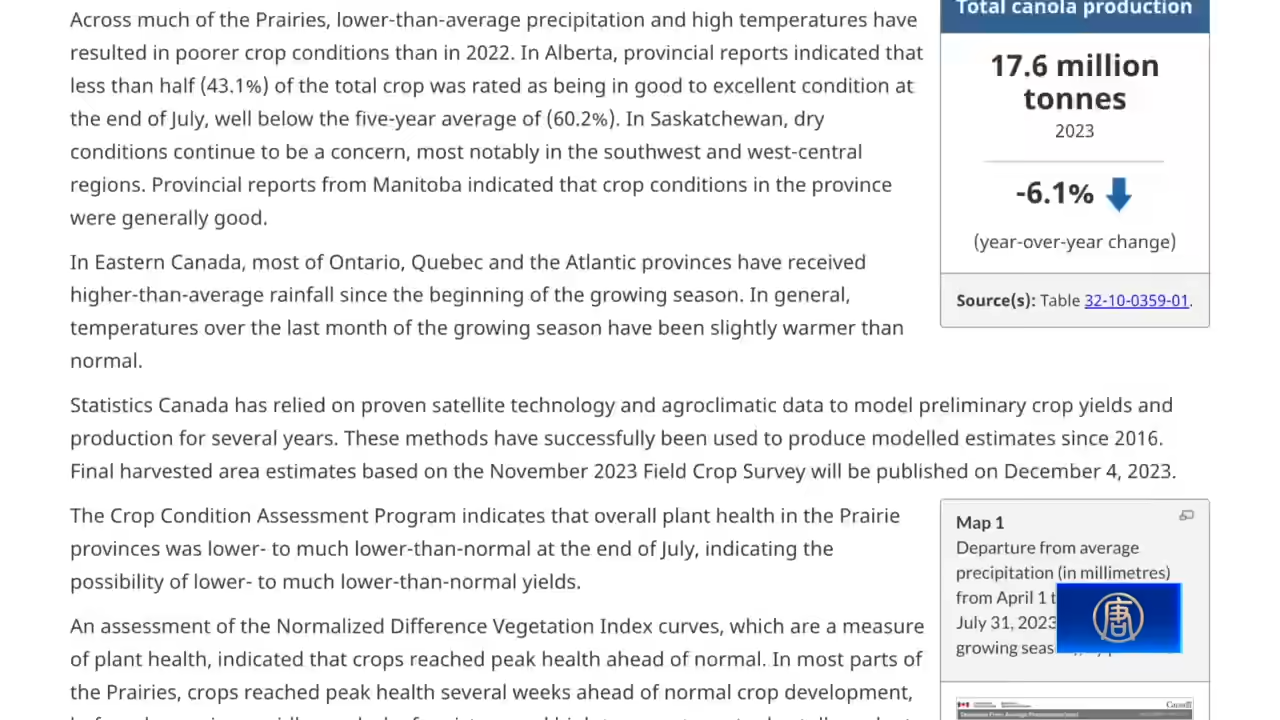 Across much of the Prairies, lower-than-average precipitation and high temperatures have
resulted in poorer crop conditions than in 2022. In Alberta, provincial reports indicated that
less than half (43.1%) of the total crop was rated as being in good to excellent condition at
the end of July, well below the five-year average of (60.2%). In Saskatchewan, dry
conditions continue to be a concern, most notably in the southwest and west-central
regions. Provincial reports from Manitoba indicated that crop conditions in the province
were generally good.
In Eastern Canada, most of Ontario, Quebec and the Atlantic provinces have received
higher-than-average rainfall since the beginning of the growing season. In general,
temperatures over the last month of the growing season have been slightly warmer than
normal.
Statistics Canada has relied on proven satellite technology and agroclimatic data to model preliminary crop yields and
production for several years. These methods have successfully been used to produce modelled estimates since 2016.
Final harvested area estimates based on the November 2023 Field Crop Survey will be published on December 4, 2023.
The Crop Condition Assessment Program indicates that overall plant health in the Prairie
provinces was lower- to much lower-than-normal at the end of July, indicating the
possibility of lower- to much lower-than-normal yields.
An assessment of the Normalized Difference Vegetation Index curves, which are a measure
of plant health, indicated that crops reached peak health ahead of normal. In most parts of
the Prairies, crops reached peak health several weeks ahead of normal crop development,
Total canola production
17.6 million
tonnes
2023
-6.1%
(year-over-year change)
Source(s): Table 32-10-0359-01.
Map 1
Departure from average
precipitation (in millimetres)
from April 1 t
July 31, 2023
growing seas
唐
Canada